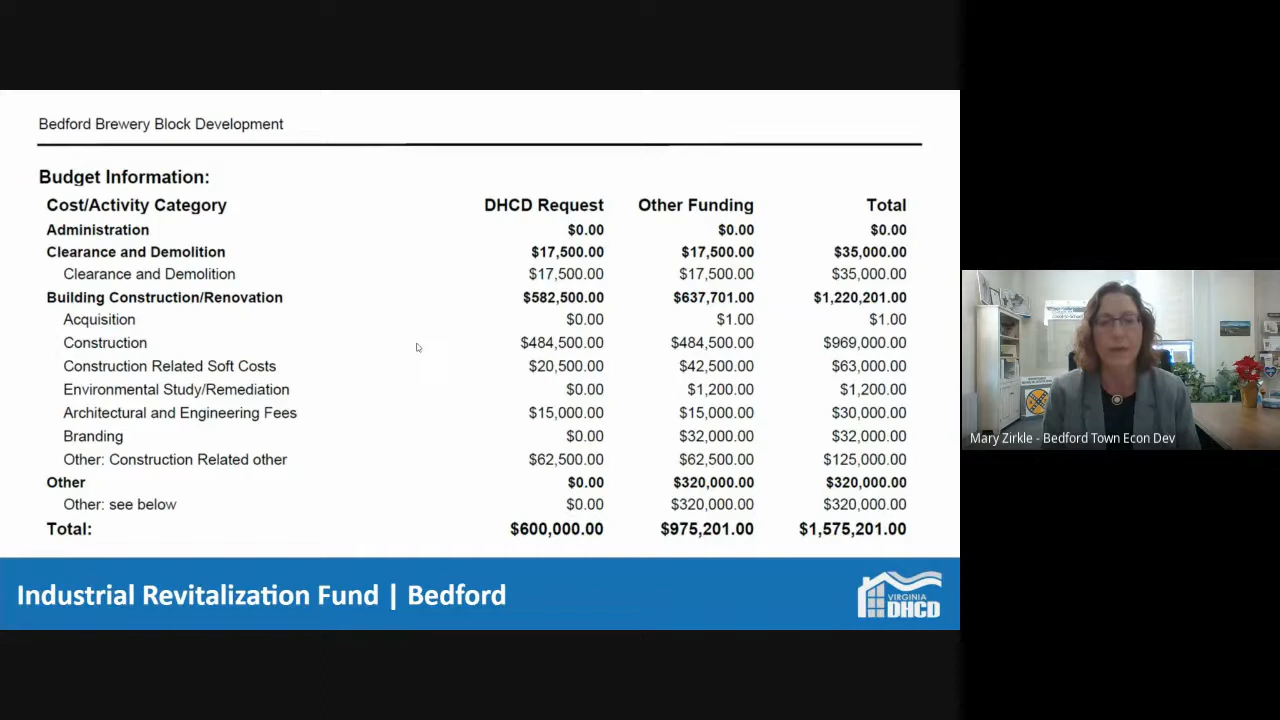 Bedford Brewery Block Development
Budget Information:
Cost/Activity Category DHCD Request Other Funding Total
Administration $0.00 $0.00 $0.00
Clearance and Demolition $17,500.00 $17,500.00 $35,000.00
Clearance and Demolition $17,500.00 $17,500.00 $35,000.00
Building Construction/Renovation $582,500.00 $637,701.00 $1,220,201.00
Acquisition $0.00 $1.00 $1.00
Construction $484,500.00 $484,500.00 $969,000.00
Construction Related Soft Costs $20,500.00 $42,500.00 $63,000.00
Environmental Study/Remediation $0.00 $1,200.00 $1,200.00
Architectural and Engineering Fees $15,000.00 $15,000.00 $30,000.00
Branding $0.00 $32,000.00 $32,000.00
Other: Construction Related other $62,500.00 $62,500.00 $125,000.00
Other $0.00 $320,000.00 $320,000.00
Other: see below $0.00 $320,000.00 $320,000.00
Total: $600,000.00 $975,201.00 $1,575,201.00
Industrial Revitalization Fund | Bedford
VIRGINIA
DHCD
Mary Zirkle - Bedford Town Econ Dev